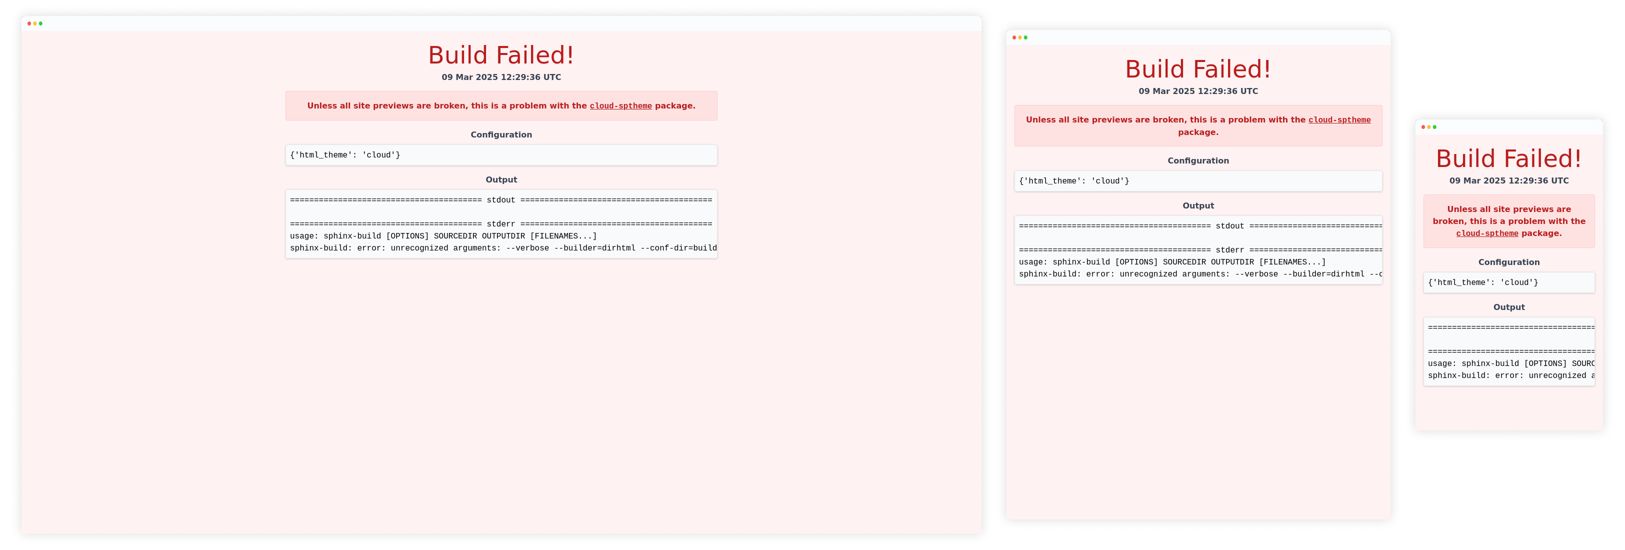 Build Failed!
09 Mar 2025 12:29:36 UTC
Unless all site previews are broken, this is a problem with the cloud-sptheme package.
Configuration
{'html_theme': 'cloud'}
Output
======================================== stdout ========================================
======================================== stderr ========================================
usage: sphinx-build [OPTIONS] SOURCEDIR OUTPUTDIR [FILENAMES...]
sphinx-build: error: unrecognized arguments: --verbose --builder=dirhtml --conf-dir=build
Build Failed!
09 Mar 2025 12:29:36 UTC
Unless all site previews are broken, this is a problem with the cloud-sptheme
package.
Configuration
{'html_theme': 'cloud'}
Output
======================================== stdout ============================
======================================== stderr ============================
usage: sphinx-build [OPTIONS] SOURCEDIR OUTPUTDIR [FILENAMES...]
sphinx-build: error: unrecognized arguments: --verbose --builder=dirhtml --c
Build Failed!
09 Mar 2025 12:29:36 UTC
Unless all site previews are
broken, this is a problem with the
cloud-sptheme package.
Configuration
{'html_theme': 'cloud'}
Output
===================================
===================================
usage: sphinx-build [OPTIONS] SOURC
sphinx-build: error: unrecognized a